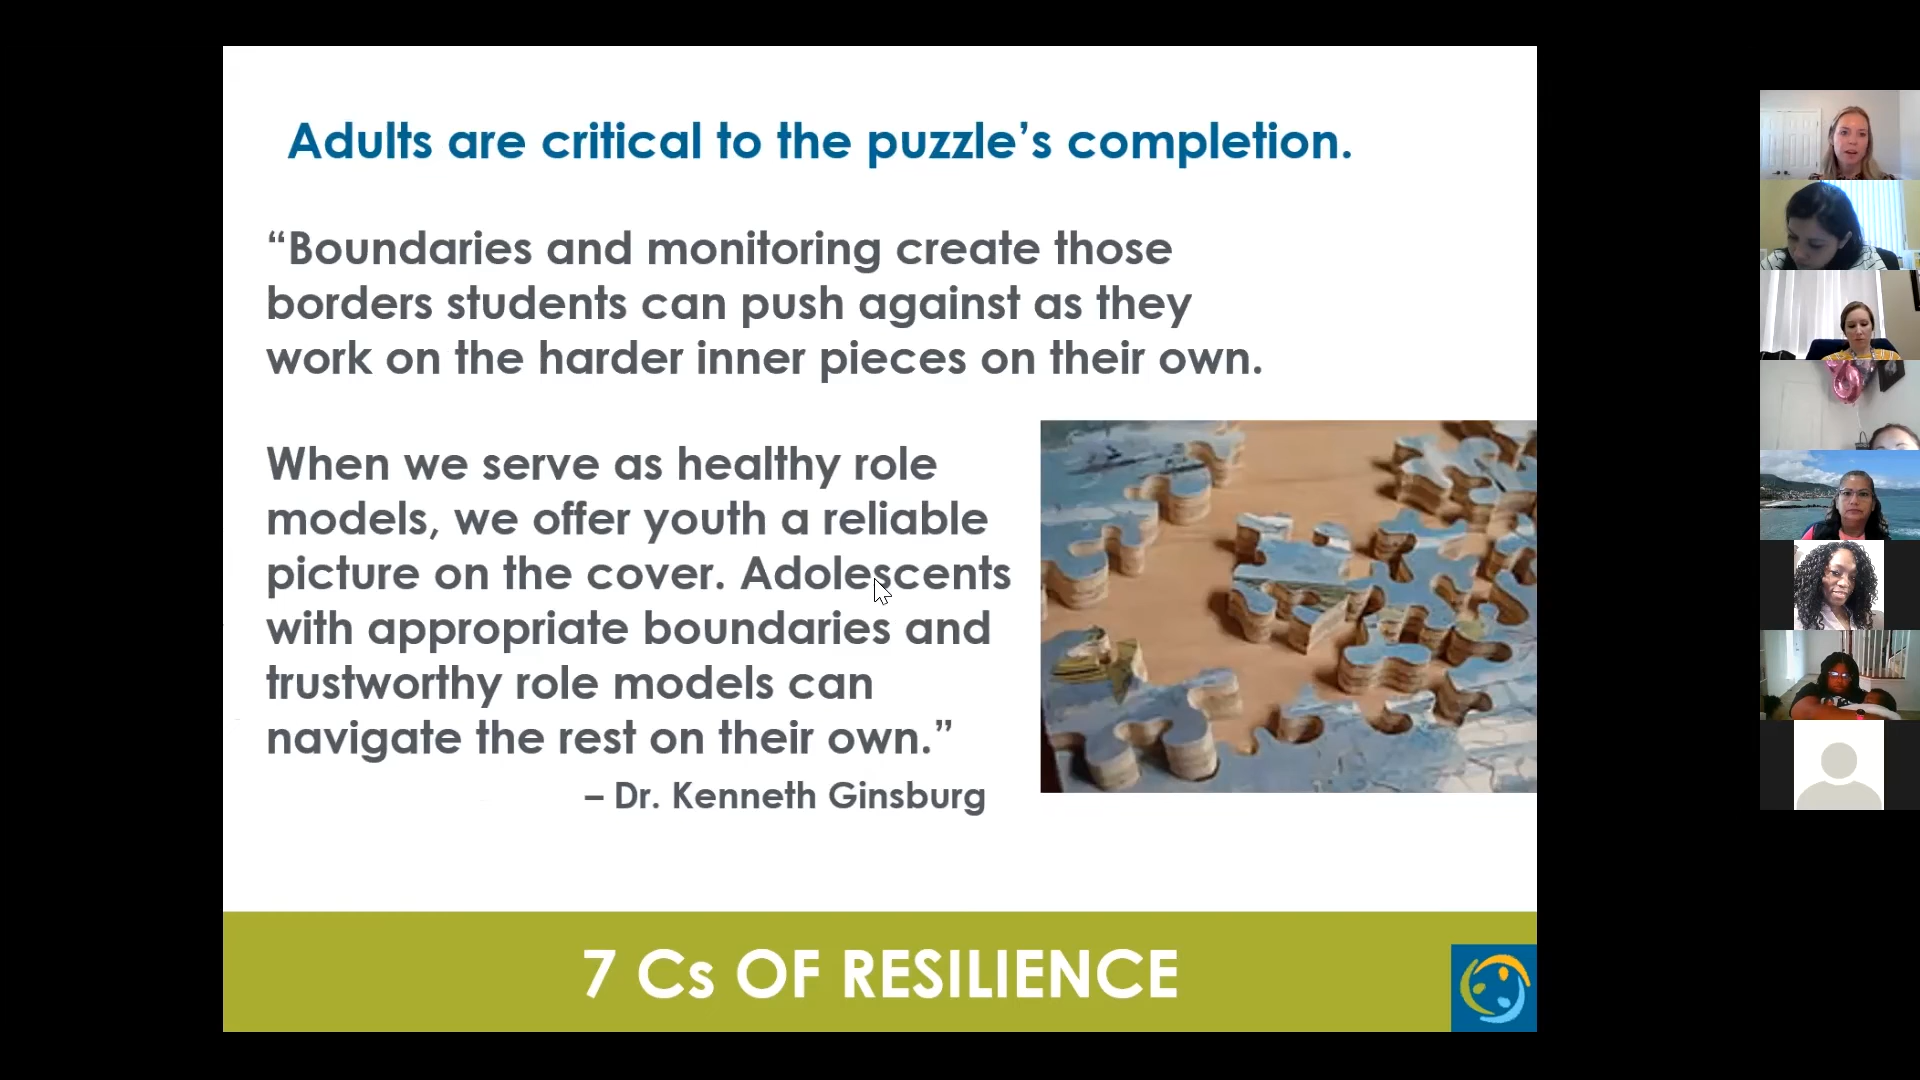 Adults are critical to the puzzle’s completion.
“Boundaries and monitoring create those
borders students can push against as they
work on the harder inner pieces on their own.
When we serve as healthy role
models, we offer youth a reliable
picture on the cover. Adolescents
with appropriate boundaries and
trustworthy role models can
navigate the rest on their own.”
– Dr. Kenneth Ginsburg
7 Cs OF RESILIENCE